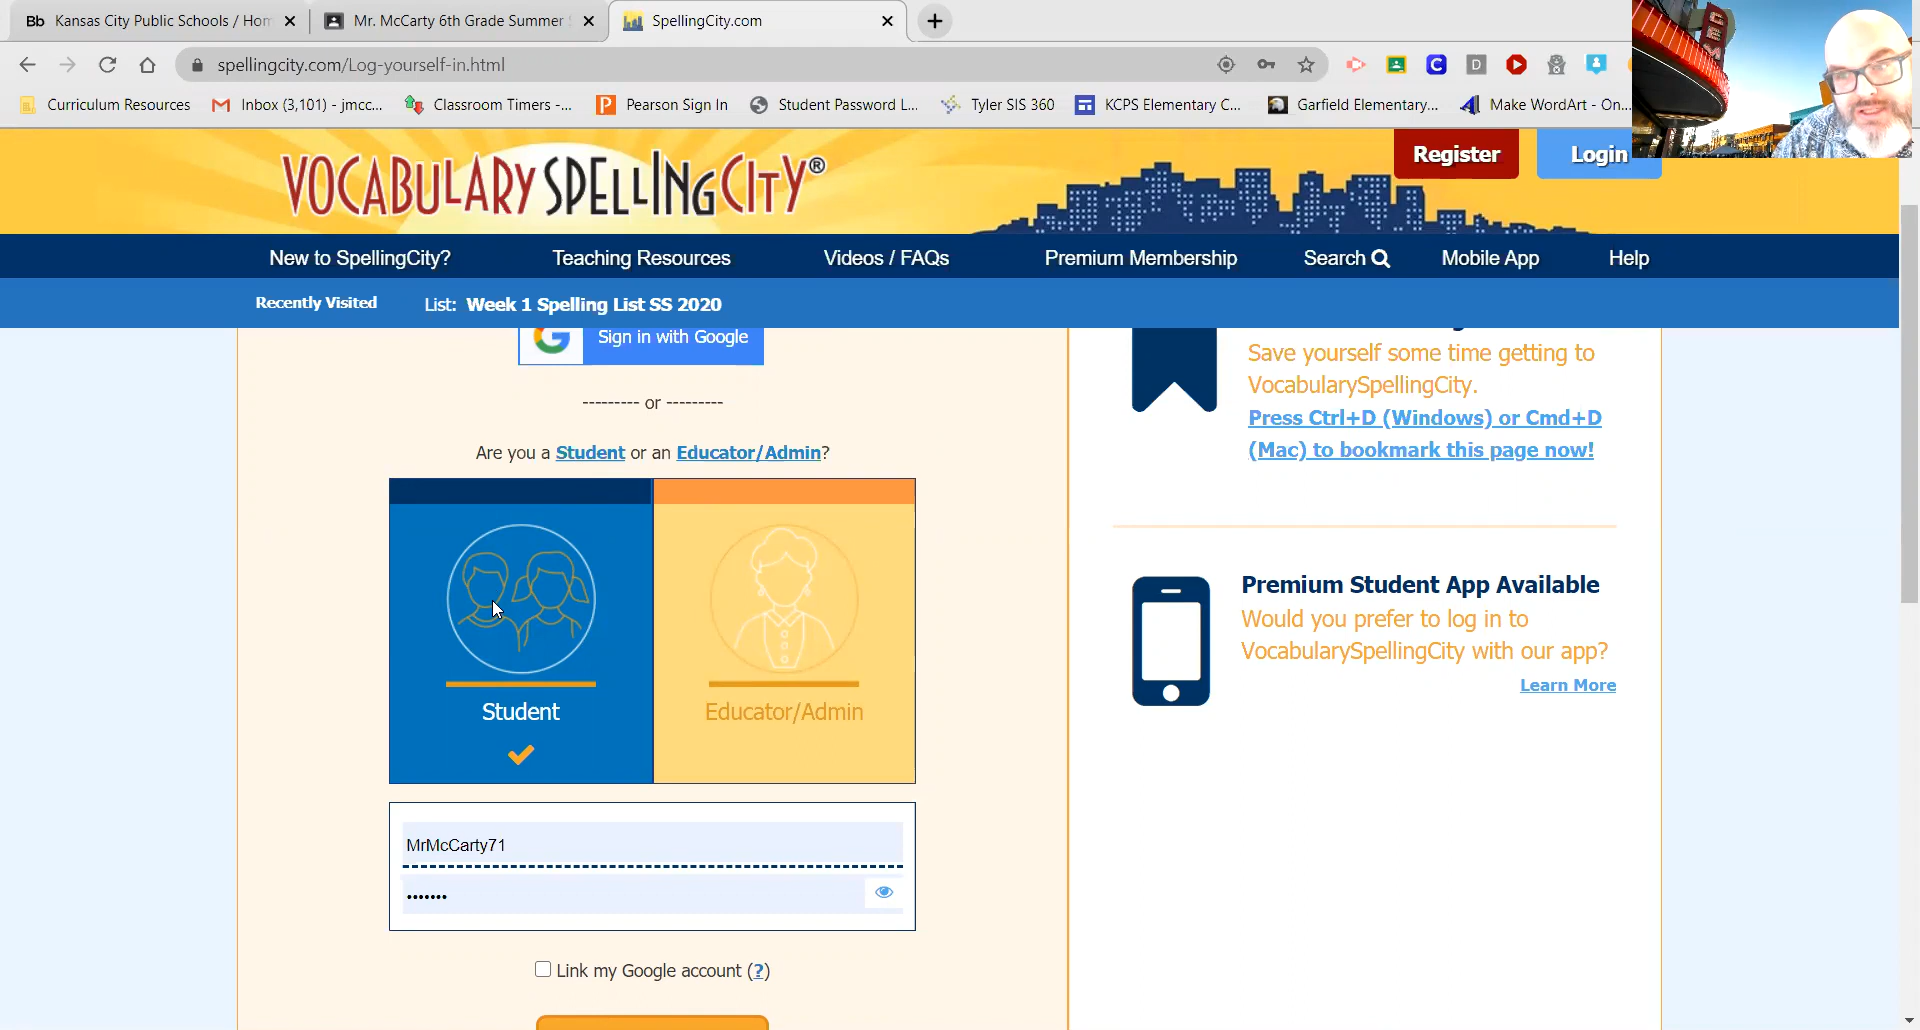 Bb Kansas City Public Schools / Hom
Mr. McCarty 6th Grade Summer
SpellingCity.com
spellingcity.com/Log-yourself-in.html
Curriculum Resources
Inbox (3,101) - jmcc...
Classroom Timers -...
Pearson Sign In
Student Password L...
Tyler SIS 360
KCPS Elementary C...
Garfield Elementary...
Make WordArt - On...
GEM
VOCABULARY SPELLINGCITY®
Register
Login
New to SpellingCity?
Teaching Resources
Videos / FAQs
Premium Membership
Search
Mobile App
Help
Recently Visited
List: Week 1 Spelling List SS 2020
Sign in with Google
--------- or ---------
Are you a Student or an Educator/Admin?
Student
Educator/Admin
MrMcCarty71
•••••••
Link my Google account (?)
Save yourself some time getting to
VocabularySpellingCity.
Press Ctrl+D (Windows) or Cmd+D
(Mac) to bookmark this page now!
Premium Student App Available
Would you prefer to log in to
VocabularySpellingCity with our app?
Learn More